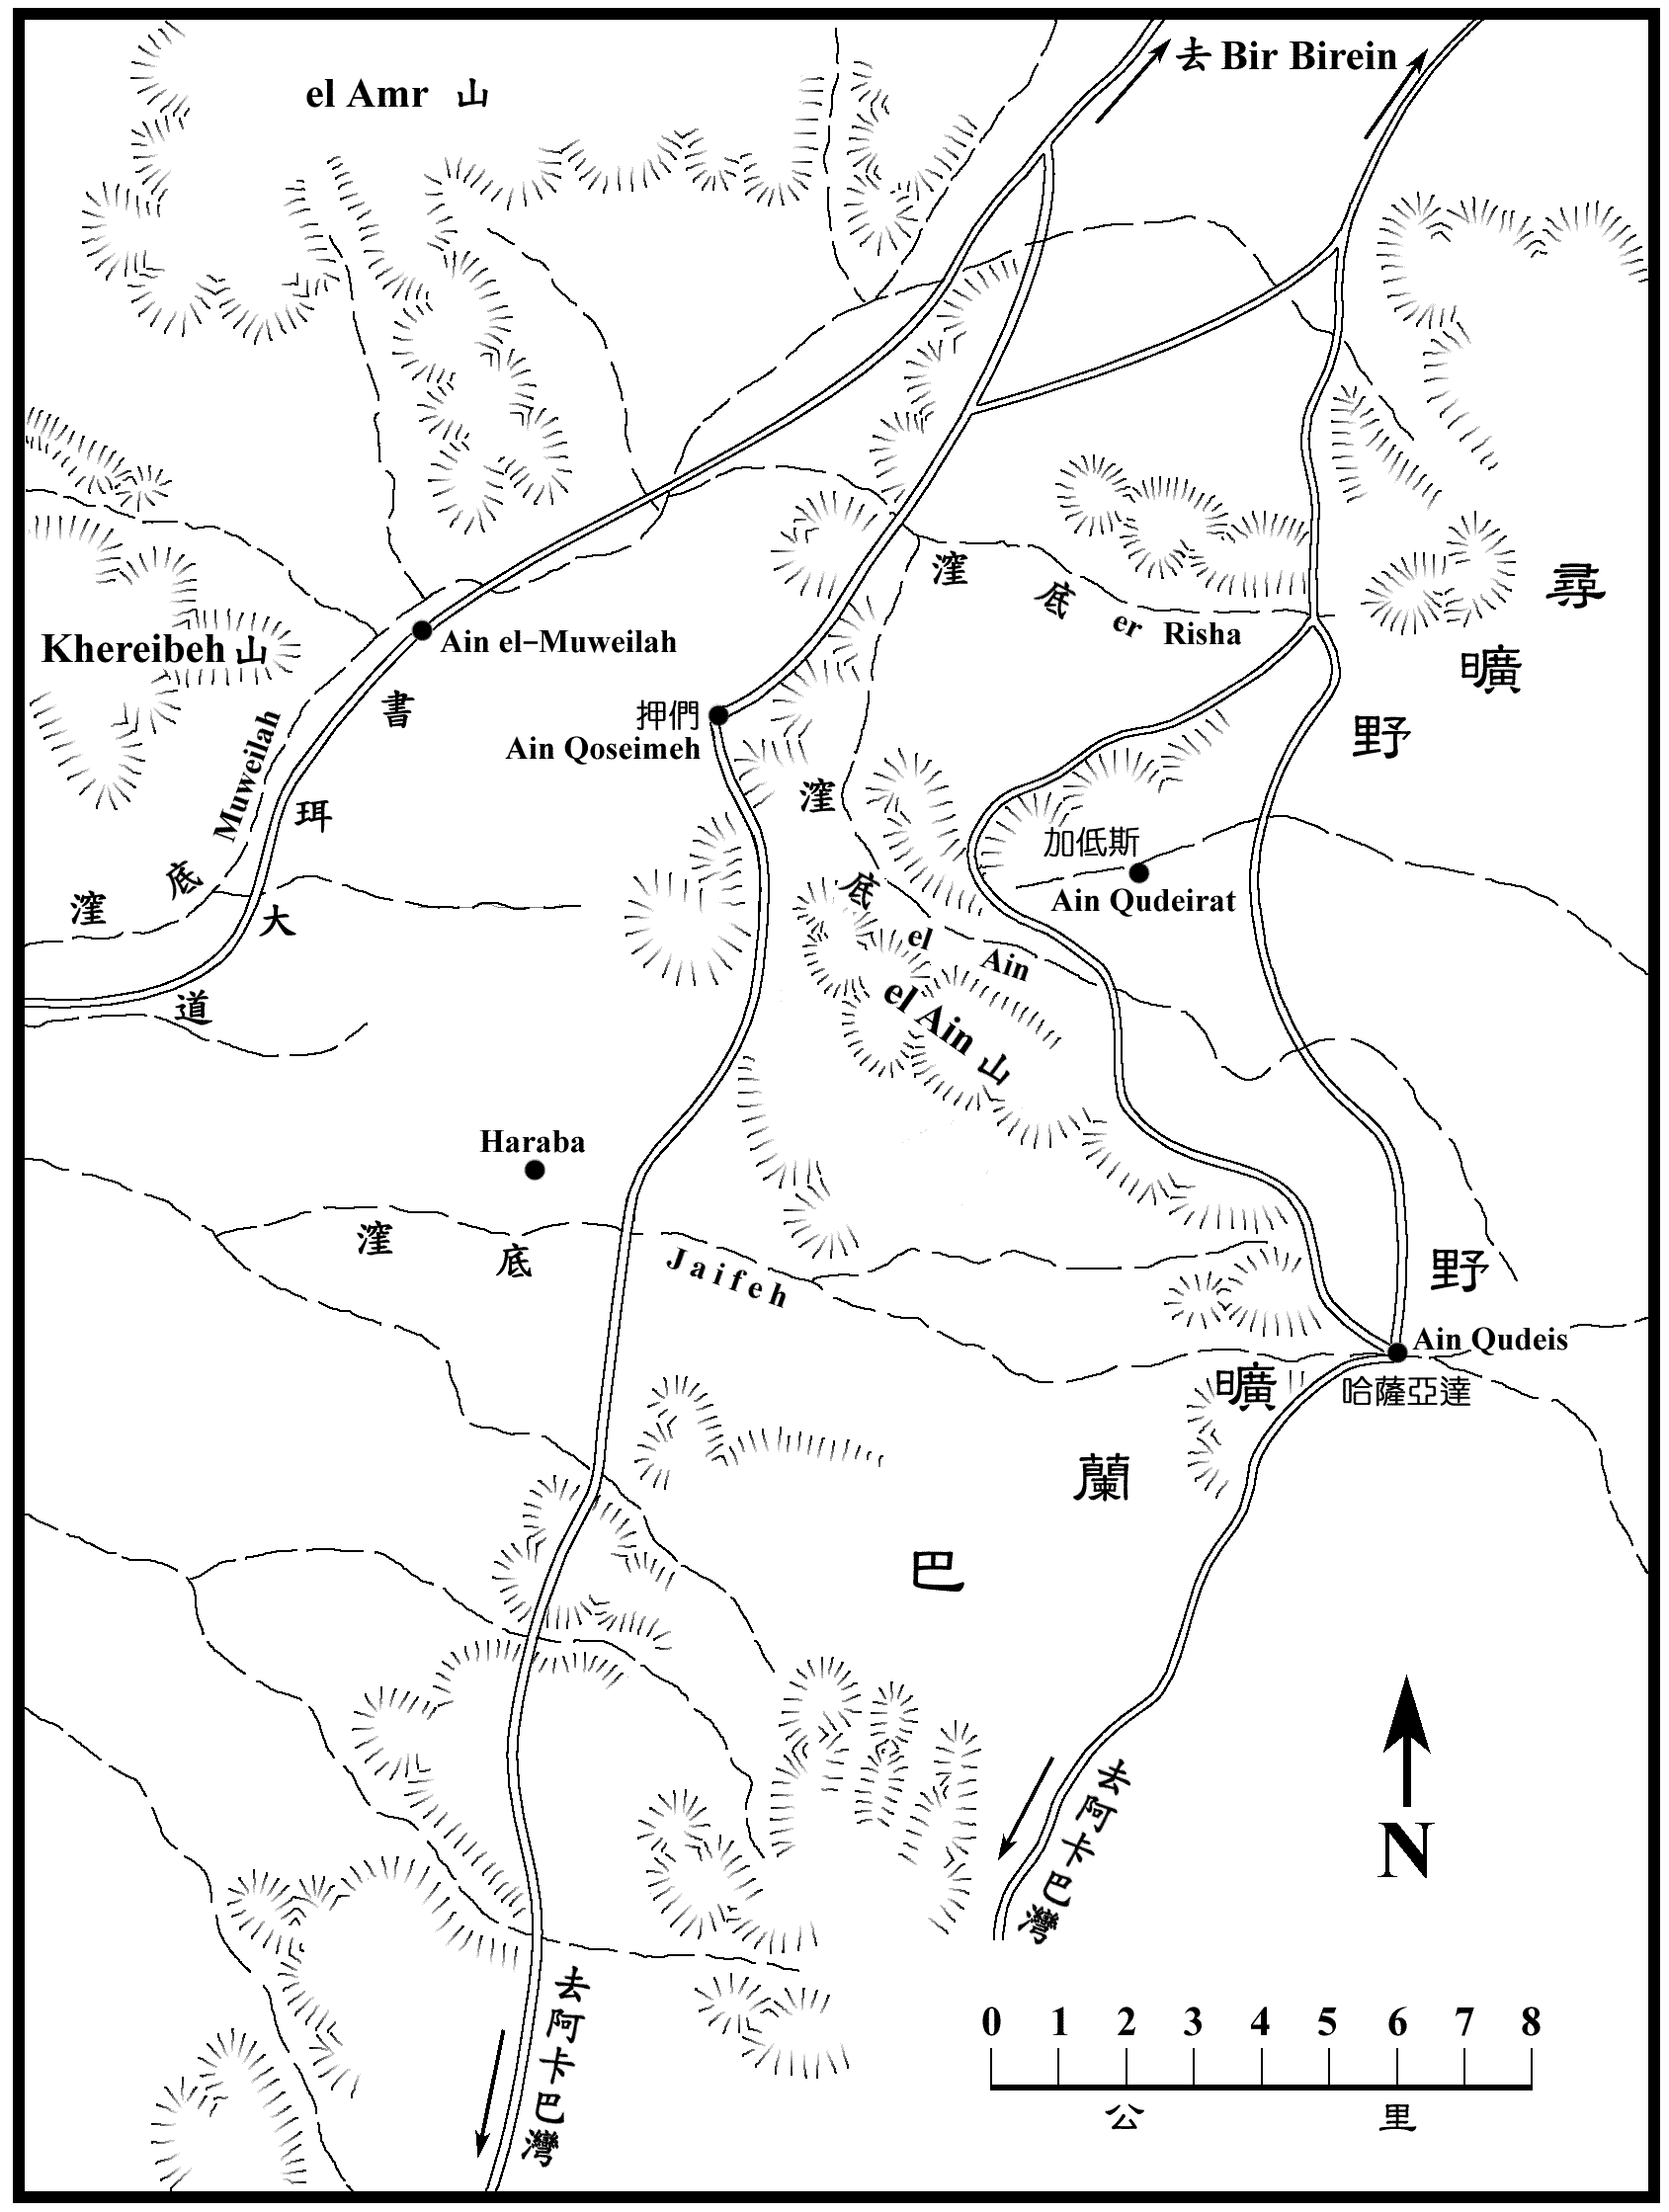 去 Bir Birein
el Amr 山
尋曠野
窪底 er Risha
Khereibeh 山
Ain el-Muweilah
書珥大道
押們
Ain Qoseimeh
窪底 Muweilah
加低斯
Ain Qudeirat
窪底 el Ain
el Ain 山
Haraba
窪底 Jaifeh
Ain Qudeis
哈薩亞達
巴蘭曠野
去阿卡巴灣
N
去阿卡巴灣
0 1 2 3 4 5 6 7 8
公里